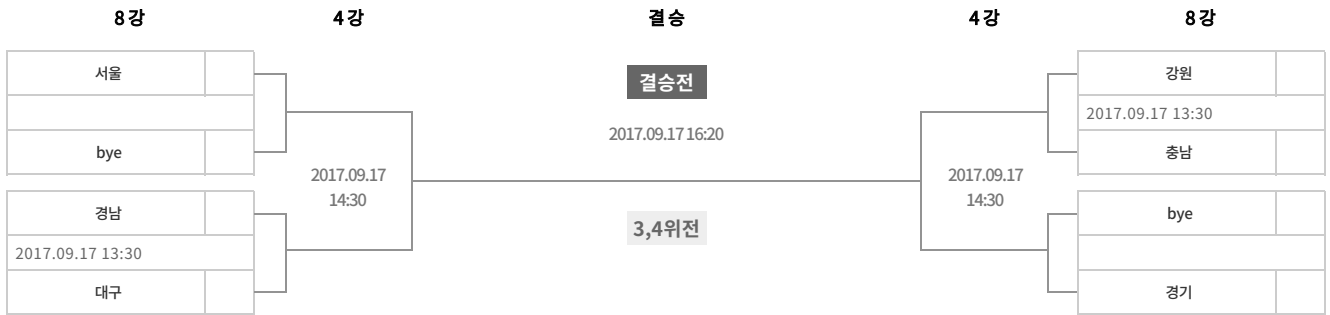 8강
4강
결승
4강
8강
서울
bye
경남
2017.09.17 13:30
대구
2017.09.17
14:30
결승전
2017.09.17 16:20
3,4위전
2017.09.17
14:30
강원
2017.09.17 13:30
충남
bye
경기